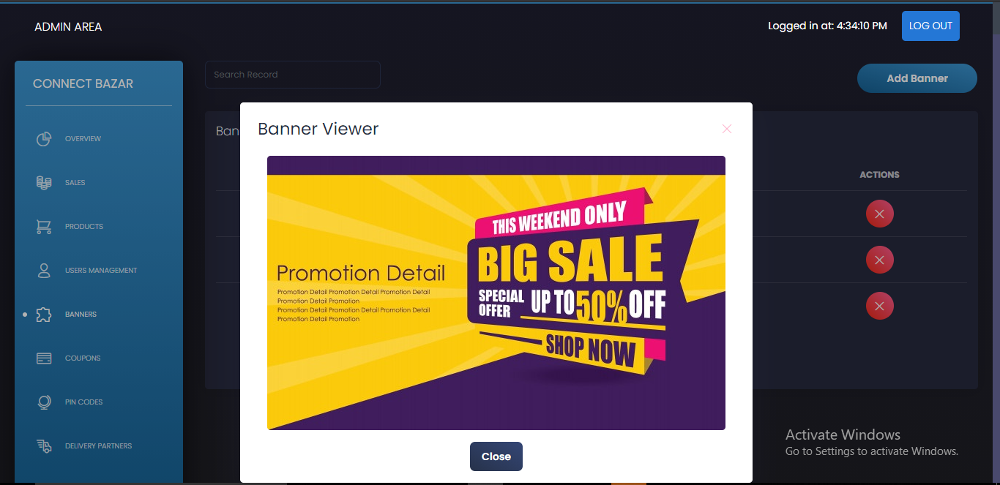 ADMIN AREA
Logged in at: 4:34:10 PM
LOG OUT
CONNECT BAZAR
OVERVIEW
SALES
PRODUCTS
USERS MANAGEMENT
BANNERS
COUPONS
PIN CODES
DELIVERY PARTNERS
Search Record
Add Banner
Ban
ACTIONS
Banner Viewer
Promotion Detail
Promotion Detail Promotion Detail Promotion Detail
Promotion Detail Promotion
Promotion Detail Promotion Detail Promotion Detail
Promotion Detail Promotion
THIS WEEKEND ONLY
BIG SALE
SPECIAL
OFFER
UP TO 50% OFF
SHOP NOW
Close
Activate Windows
Go to Settings to activate Windows.